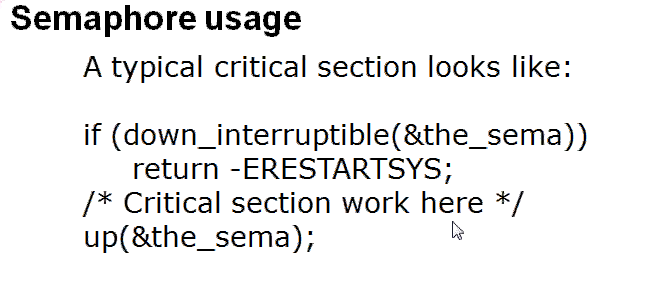 Semaphore usage
A typical critical section looks like:
if (down_interruptible(&the_sema))
return -ERESTARTSYS;
/* Critical section work here */
up(&the_sema);